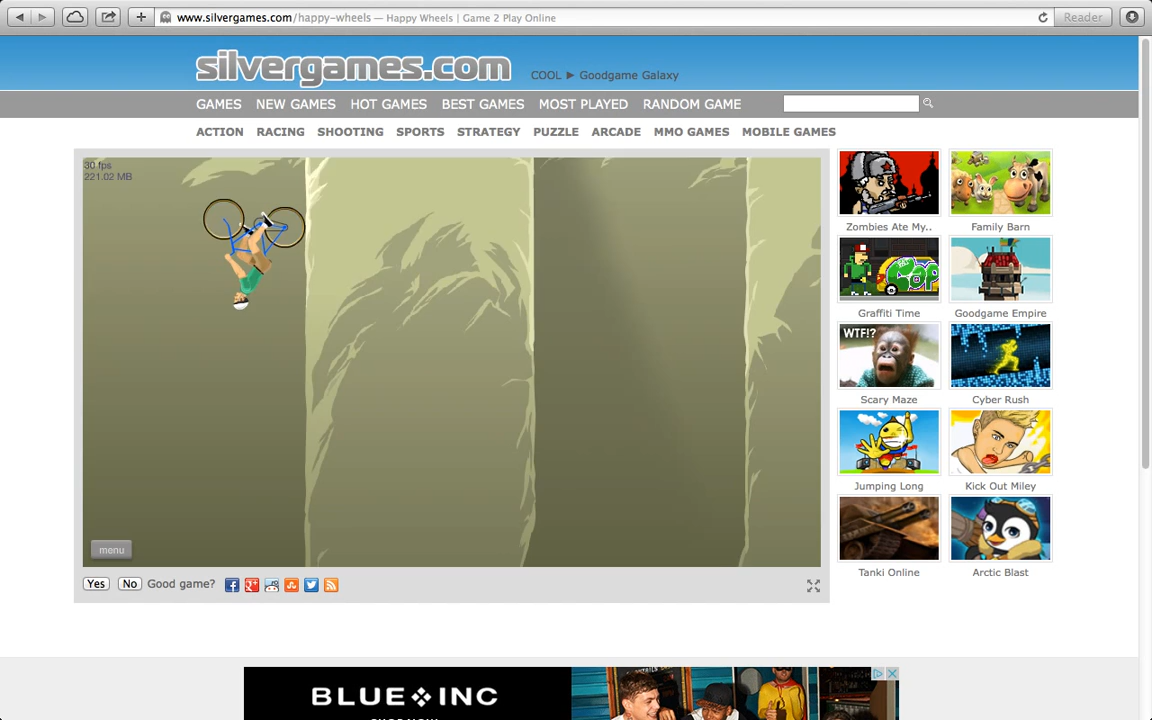 www.silvergames.com/happy-wheels — Happy Wheels | Game 2 Play Online
Reader
silvergames.com
COOL ► Goodgame Galaxy
GAMES NEW GAMES HOT GAMES BEST GAMES MOST PLAYED RANDOM GAME
ACTION RACING SHOOTING SPORTS STRATEGY PUZZLE ARCADE MMO GAMES MOBILE GAMES
30 fps
221.02 MB
Zombies Ate My..
Family Barn
Graffiti Time
Goodgame Empire
WTF!?
Scary Maze
Cyber Rush
Jumping Long
Kick Out Miley
Tanki Online
Arctic Blast
menu
Yes No Good game?
BLUE INC
SHOP NOW